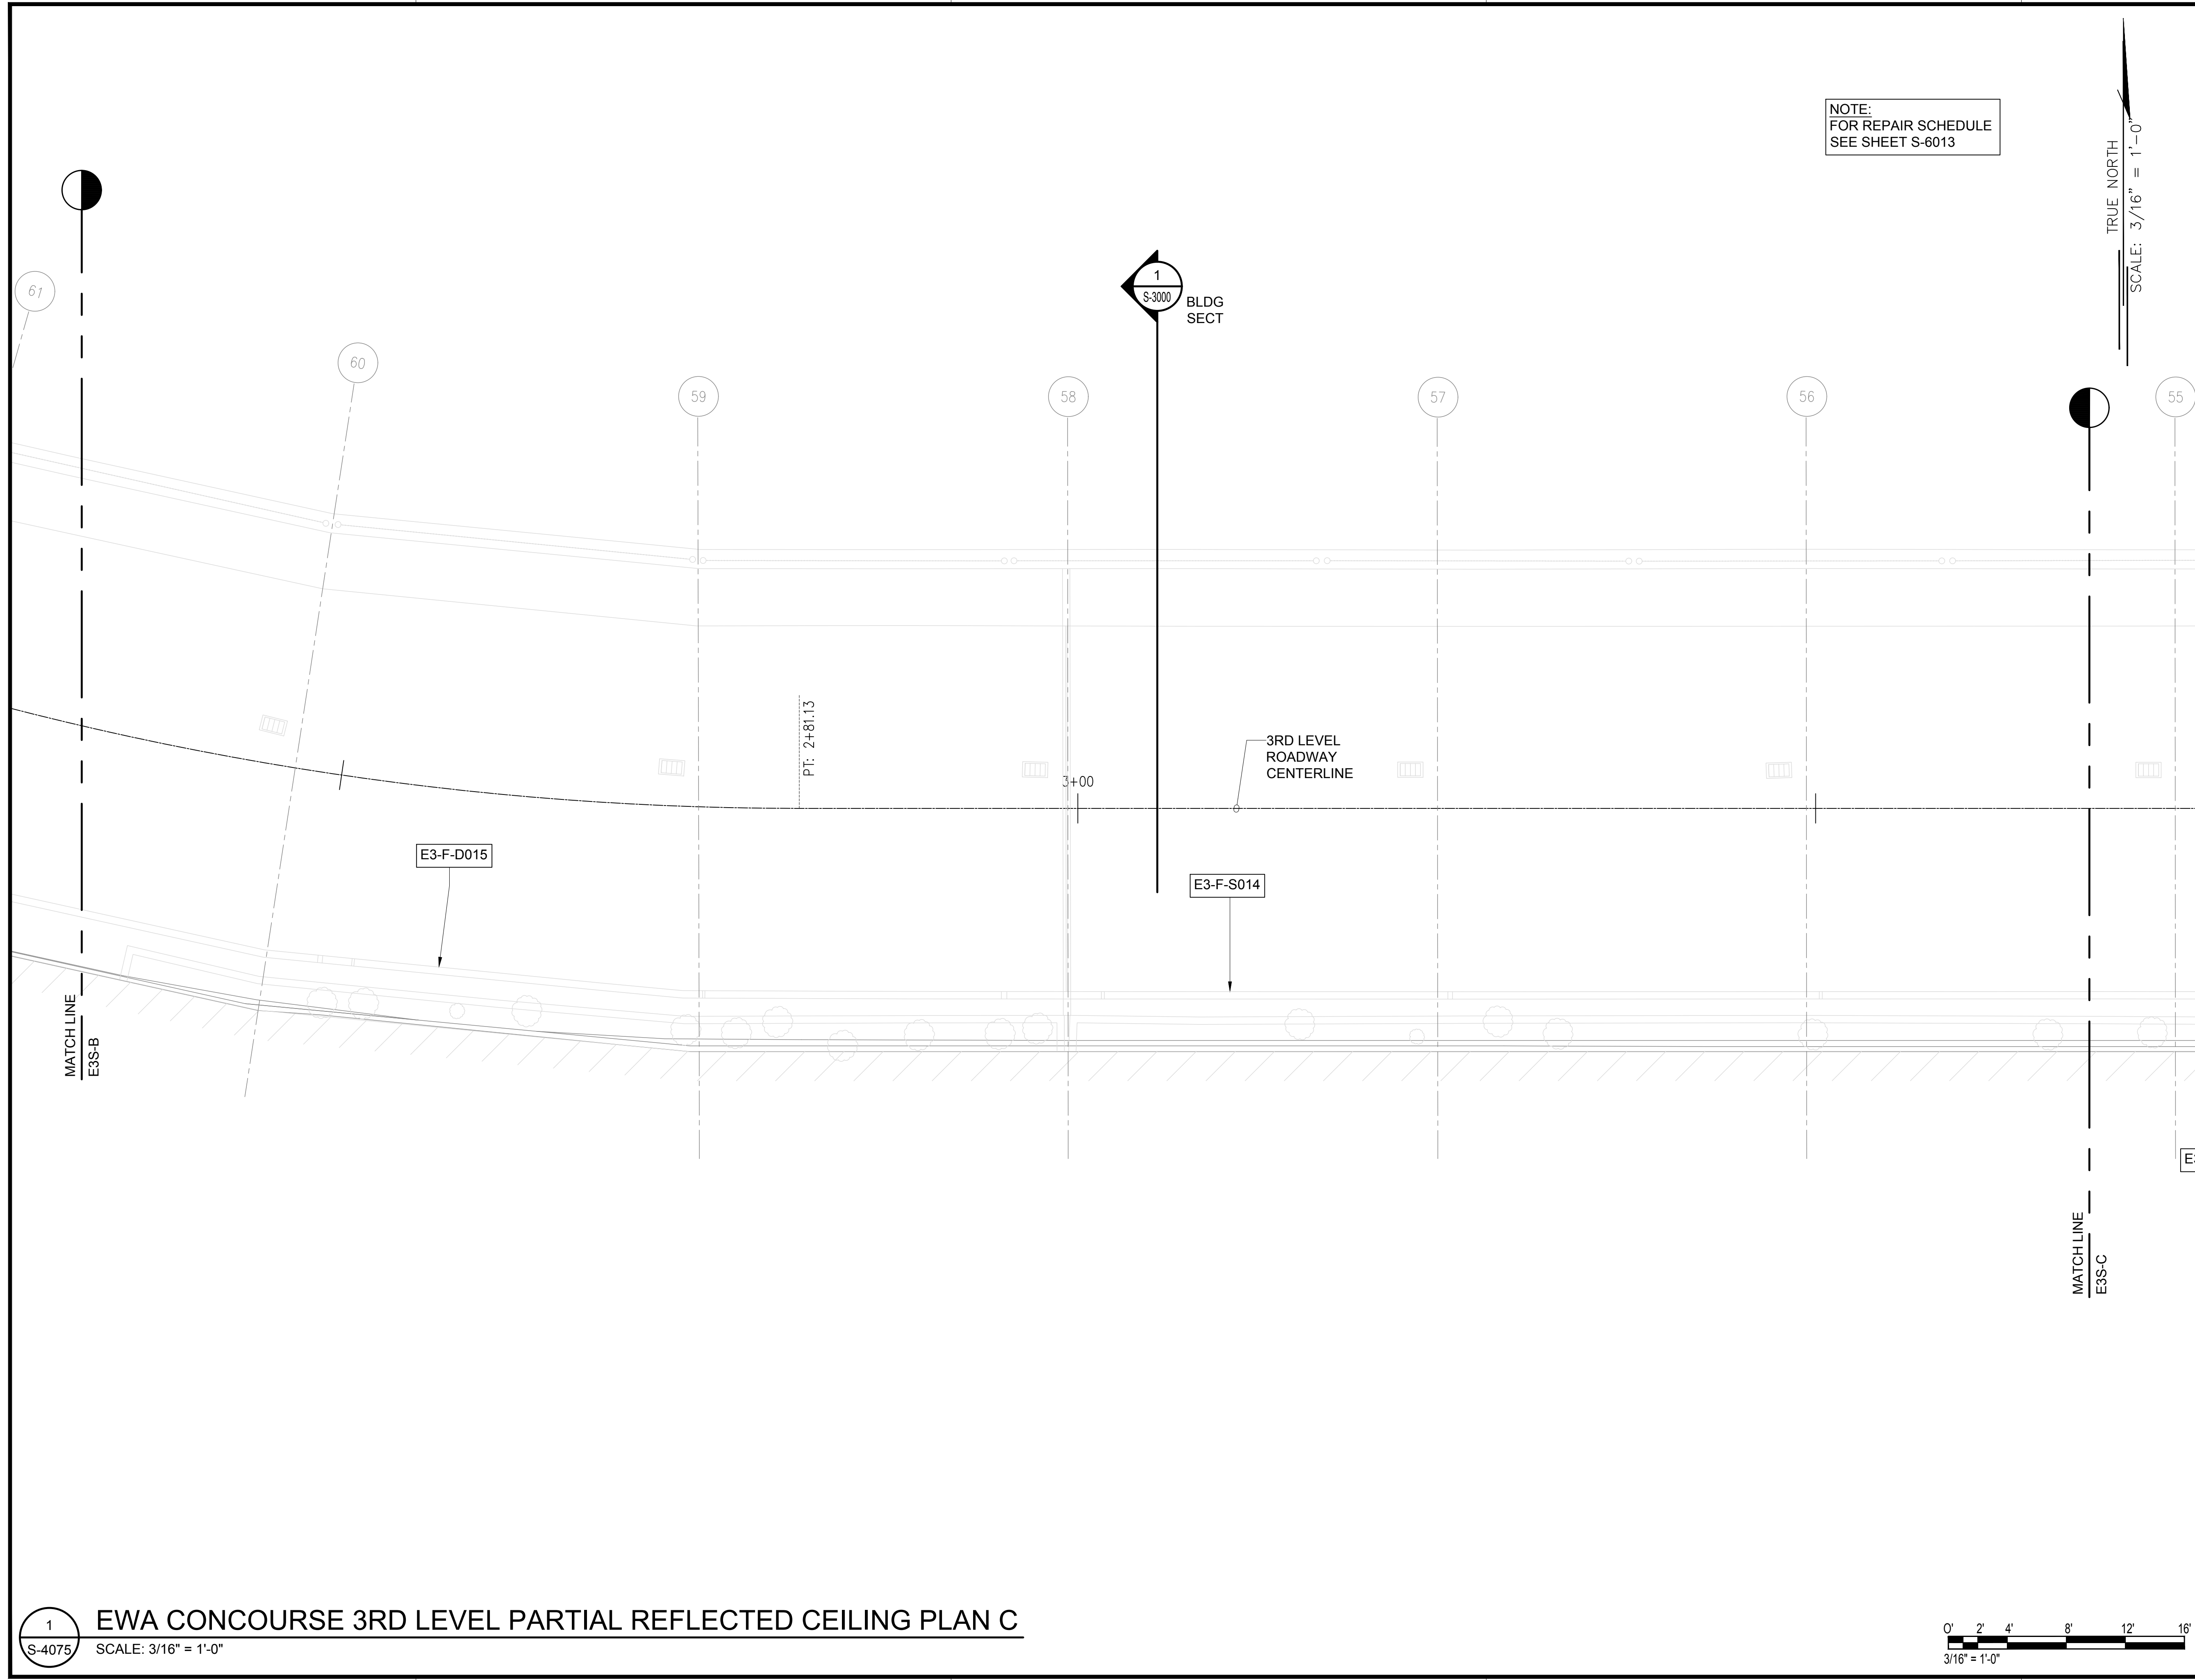 NOTE:
FOR REPAIR SCHEDULE
SEE SHEET S-6013
TRUE NORTH
SCALE: 3/16" = 1'-0"
1
S-3000
BLDG
SECT
61
60
59
58
57
56
55
PT: 2+81.13
3+00
3RD LEVEL
ROADWAY
CENTERLINE
E3-F-D015
E3-F-S014
MATCH LINE
E3S-B
MATCH LINE
E3S-C
1
S-4075
EWA CONCOURSE 3RD LEVEL PARTIAL REFLECTED CEILING PLAN C
SCALE: 3/16" = 1'-0"
0' 2' 4' 8' 12' 16'
3/16" = 1'-0"